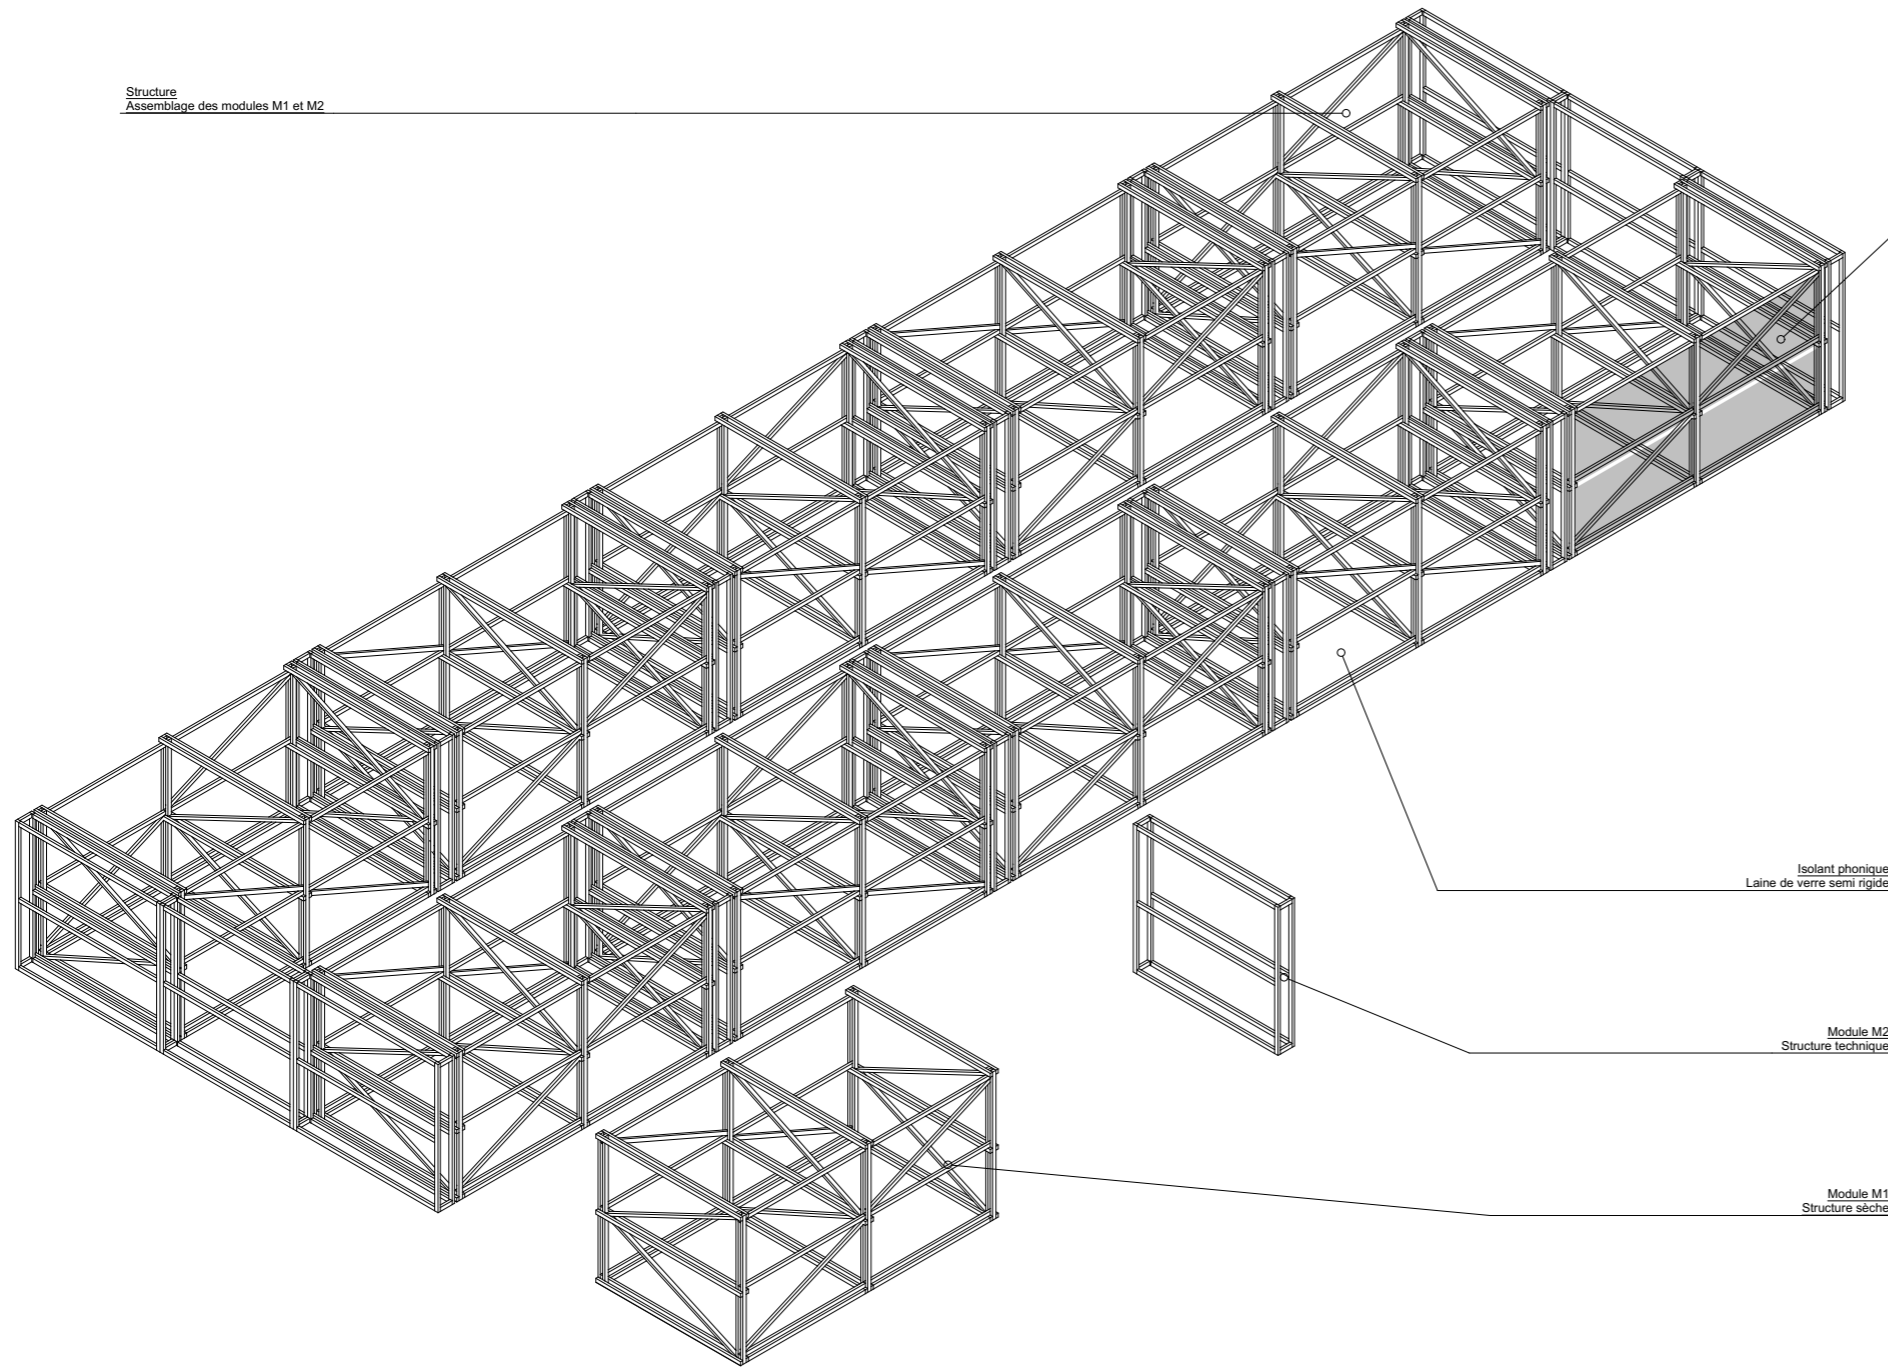 Structure
Assemblage des modules M1 et M2
Isolant phonique
Laine de verre semi rigide
Module M2
Structure technique
Module M1
Structure sèche